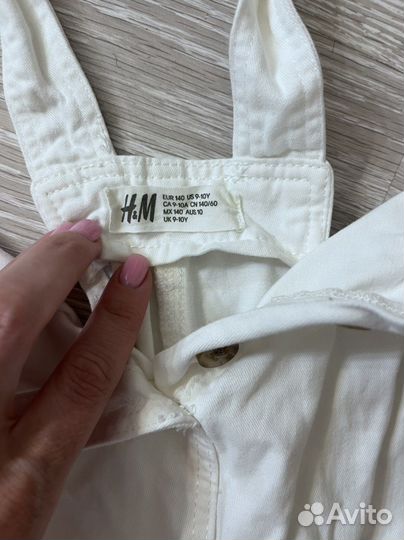 H&M
EUR 140 US 9-10Y
CA 9-10A CN 140/60
MX 140 AUS 10
UK 9-10Y
Avito